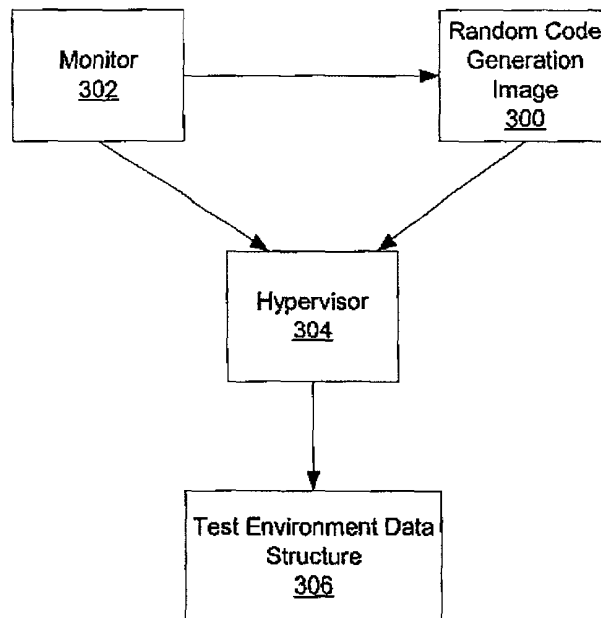 Monitor
302
Random Code
Generation
Image
300
Hypervisor
304
Test Environment Data
Structure
306